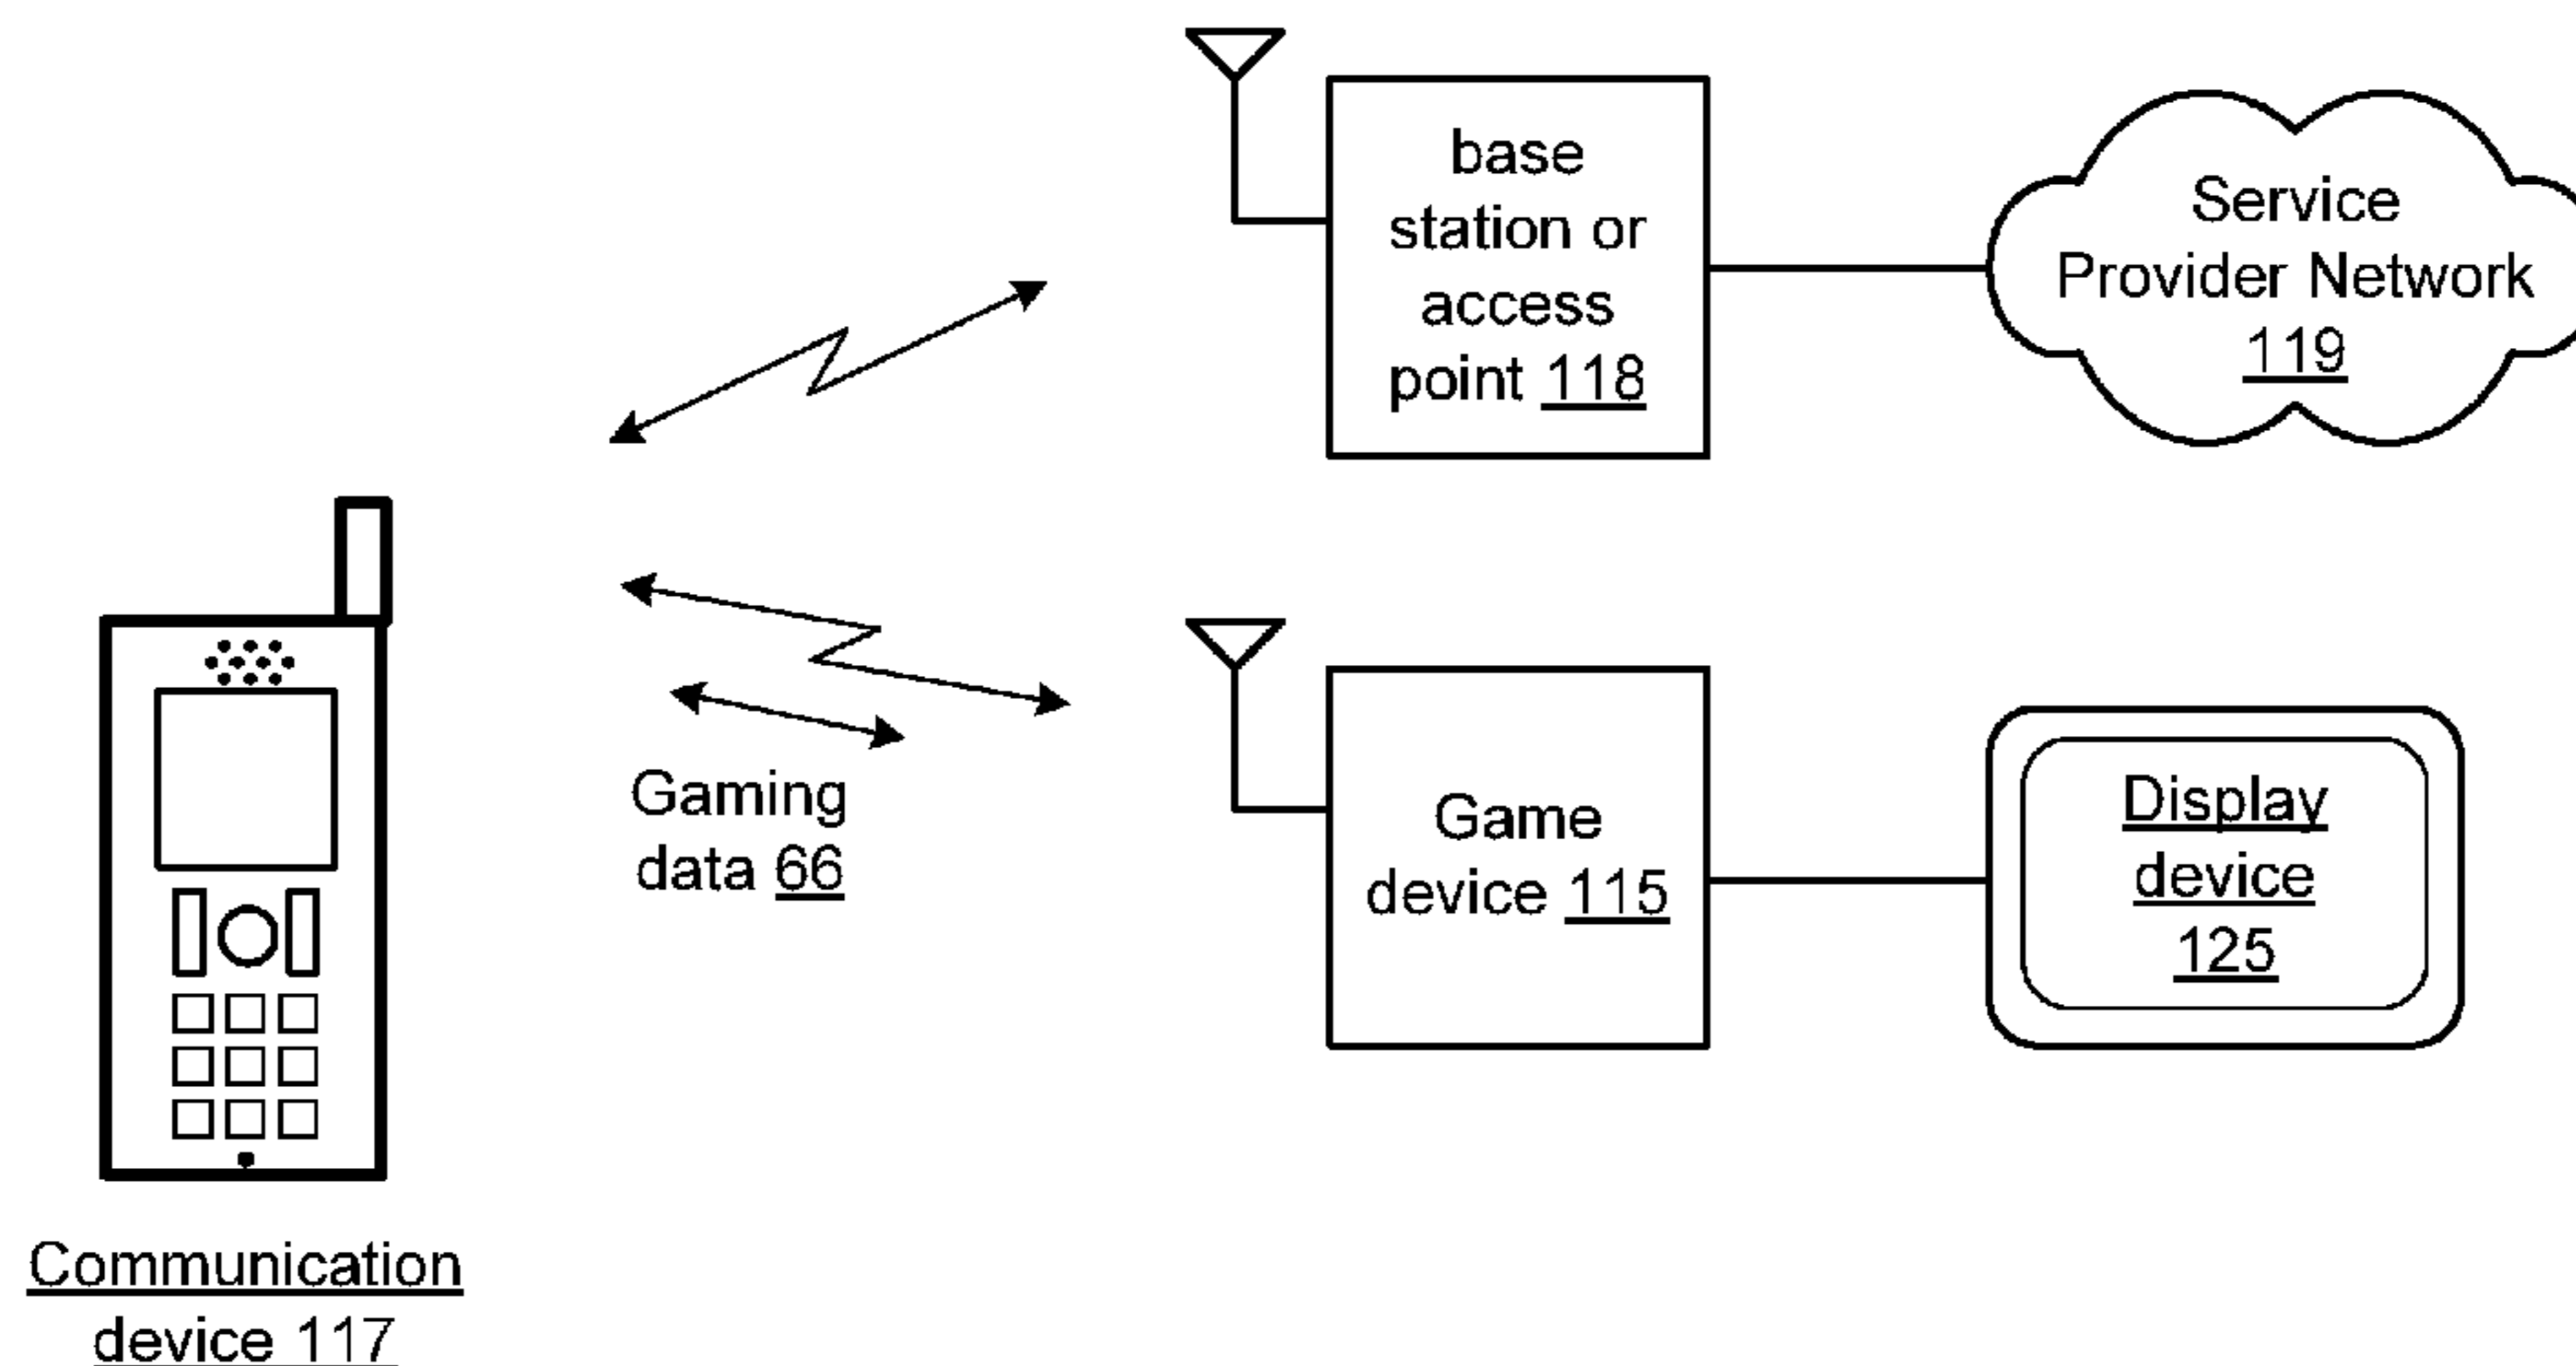 base
station or
access
point 118
Service
Provider Network
119
Gaming
data 66
Game
device 115
Display
device
125
Communication
device 117